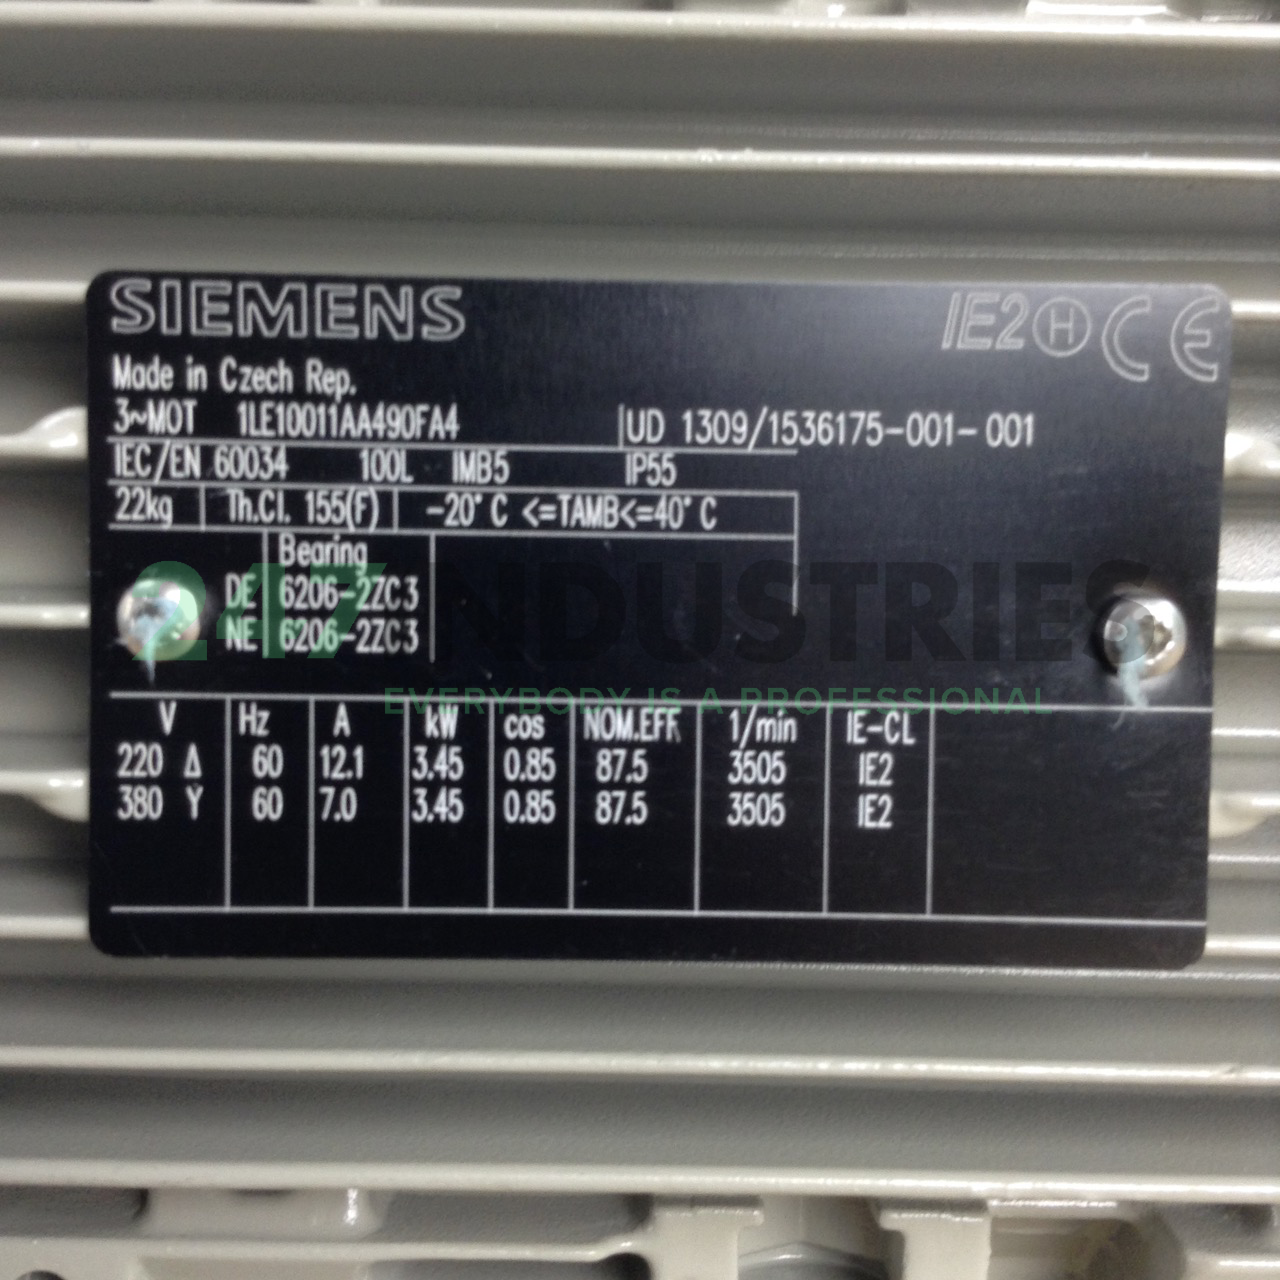 SIEMENS IE2 H CE
Made in Czech Rep.
3~MOT 1LE10011AA490FA4 UD 1309/1536175-001-001
IEC/EN 60034 100L IMB5 IP55
22kg Th.Cl. 155(F) -20° C <=TAMB<=40° C
Bearing
DE 6206-2ZC3
NE 6206-2ZC3
247 INDUSTRIES
EVERYBODY IS A PROFESSIONAL
V Hz A kW cos NOM.EFF 1/min IE-CL
220 Δ 60 12.1 3.45 0.85 87.5 3505 IE2
380 Y 60 7.0 3.45 0.85 87.5 3505 IE2